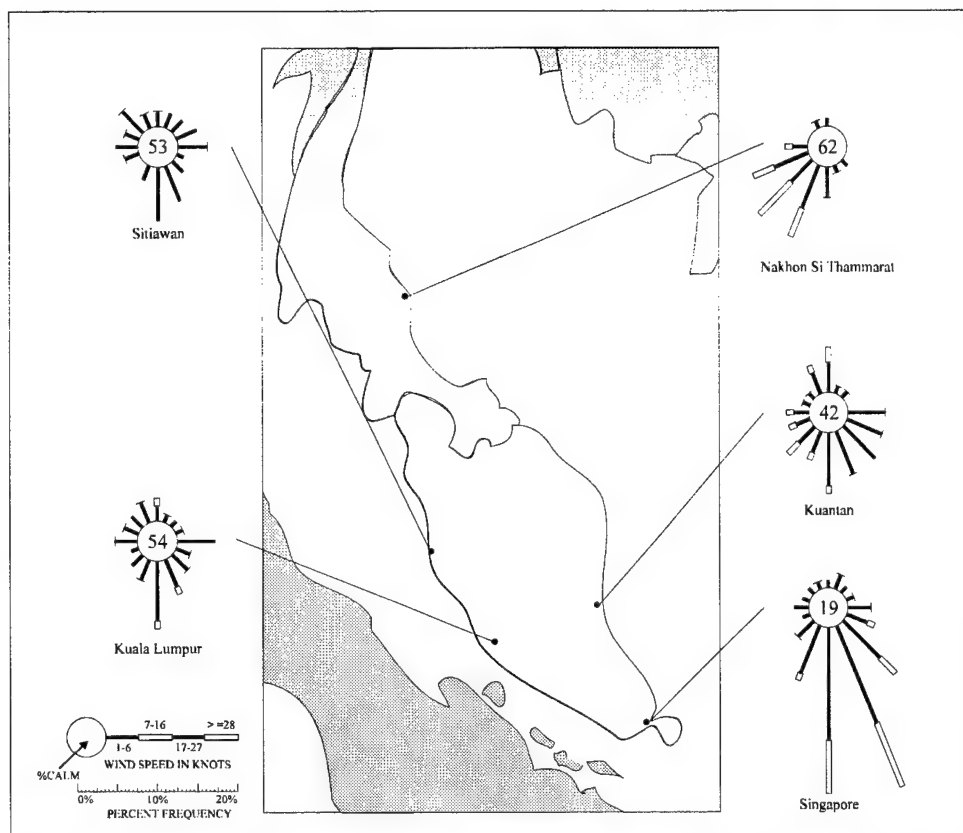 53
Sitiawan
62
Nakhon Si Thammarat
42
Kuantan
54
Kuala Lumpur
19
Singapore
7-16 > =28
1-6 17-27
%CALM WIND SPEED IN KNOTS
0% 10% 20%
PERCENT FREQUENCY